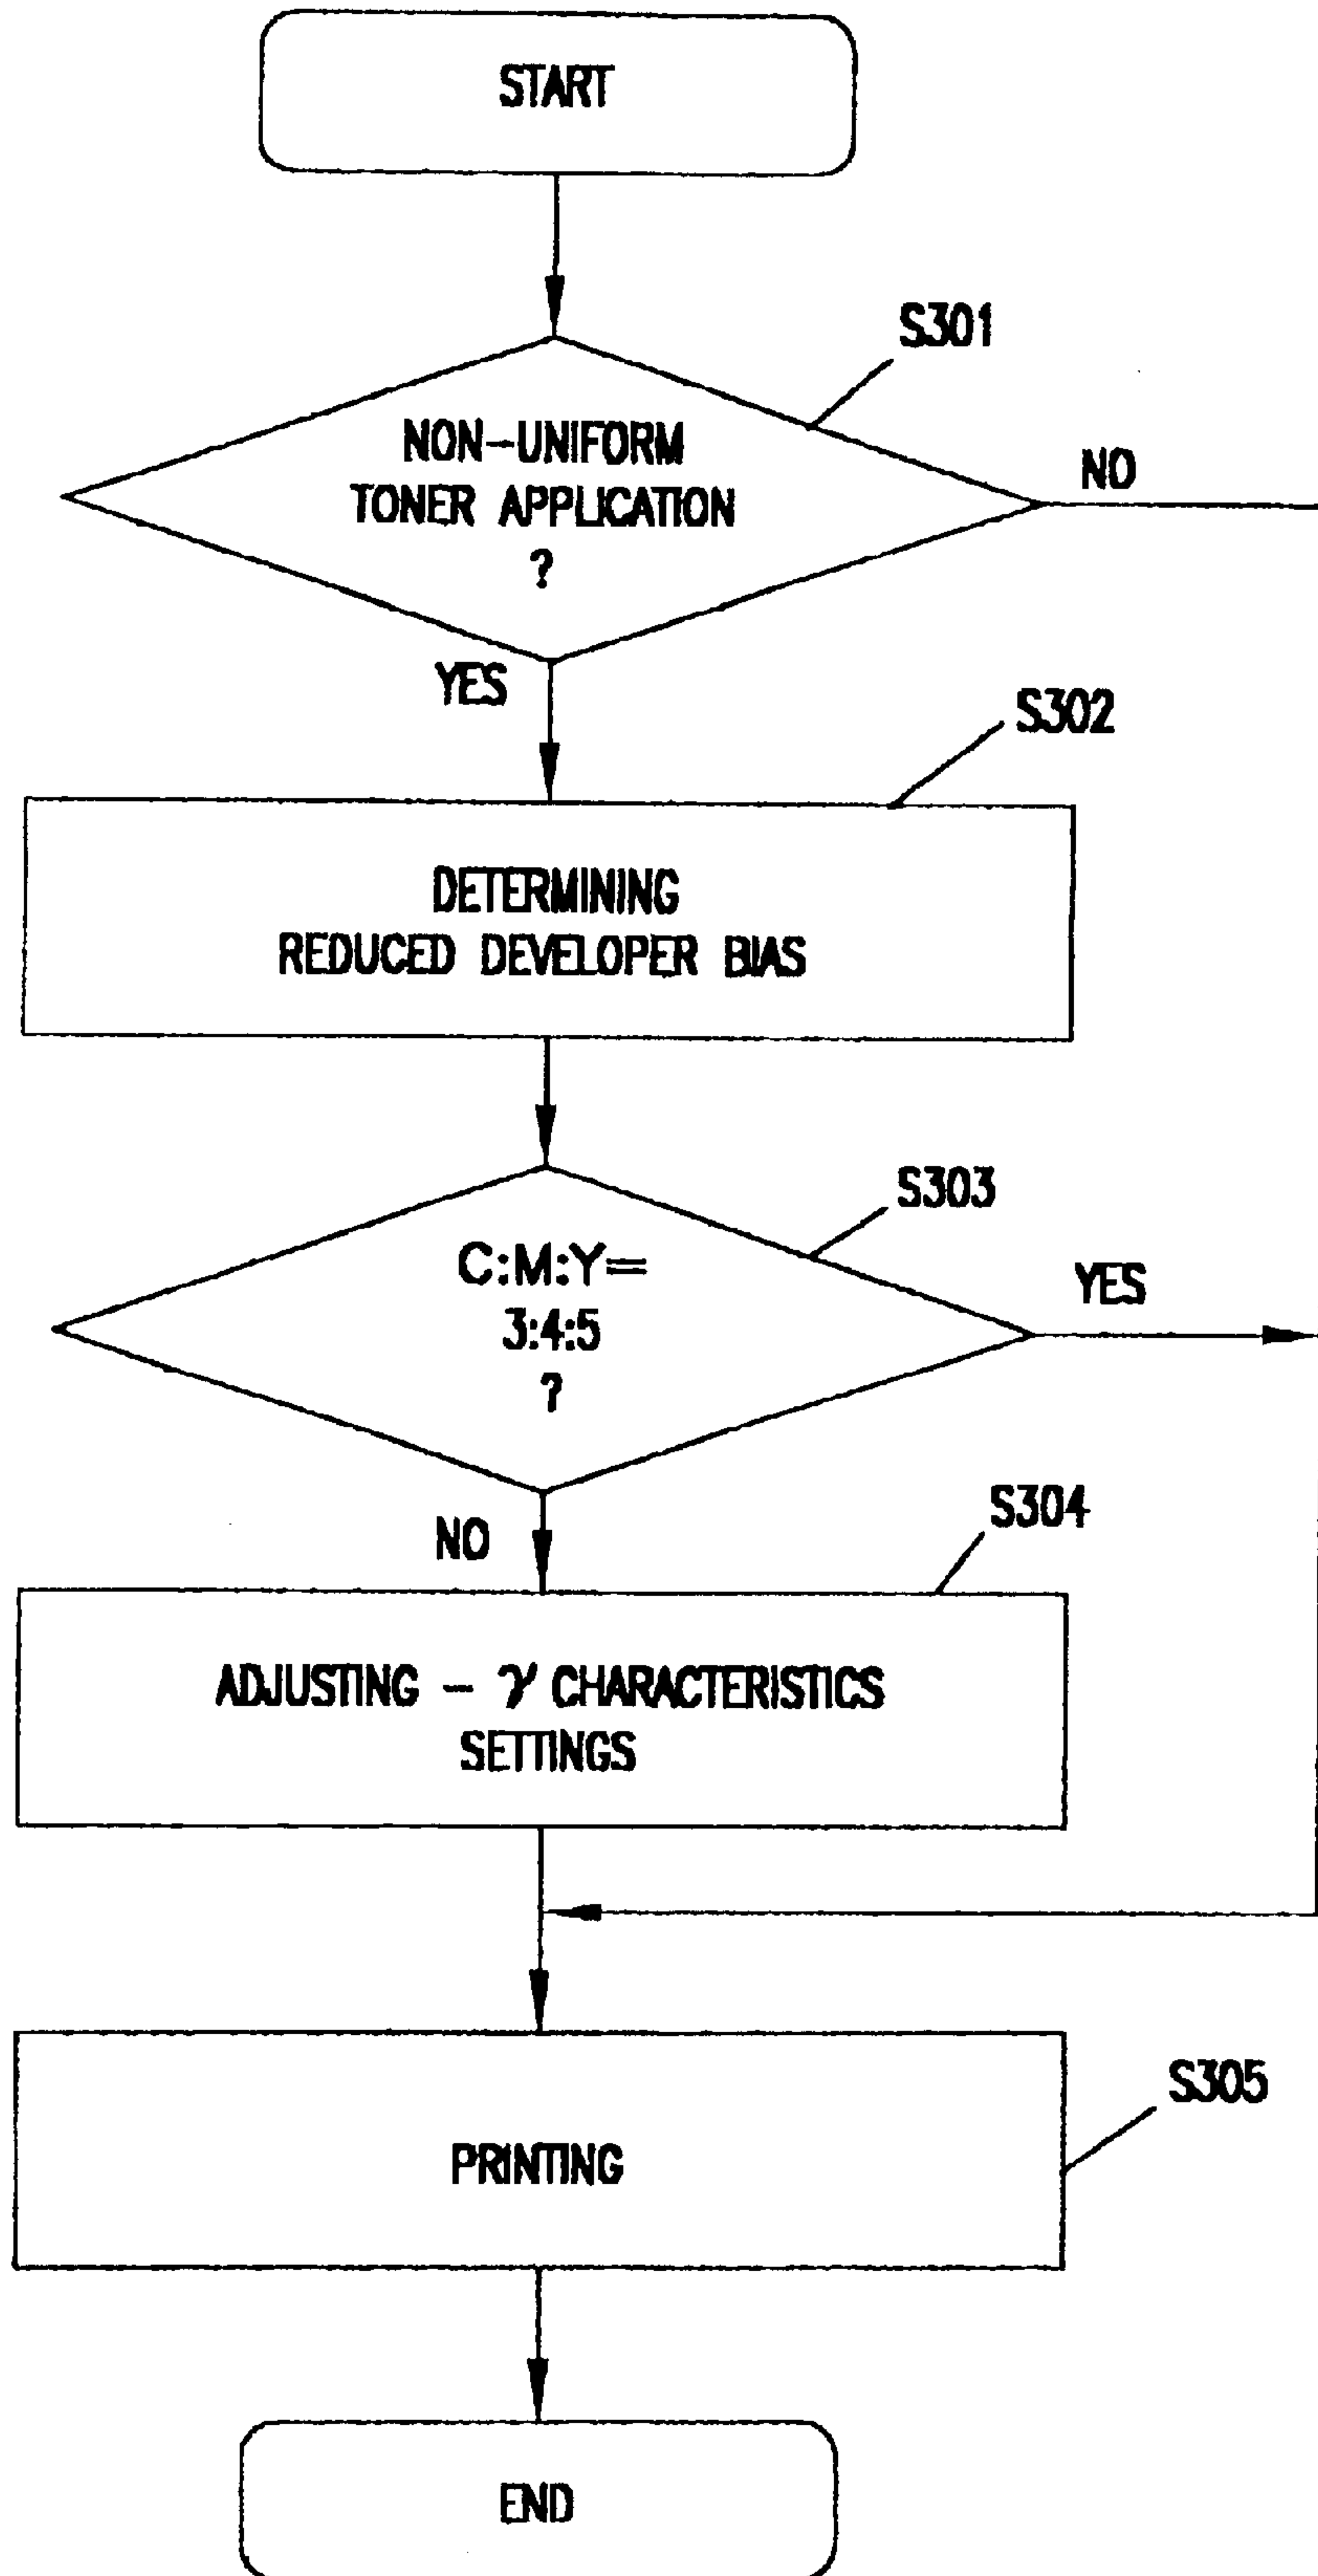 START
S301
NON-UNIFORM
TONER APPLICATION
?
NO
YES
S302
DETERMINING
REDUCED DEVELOPER BIAS
S303
C:M:Y=
3:4:5
?
YES
NO
S304
ADJUSTING - γ CHARACTERISTICS
SETTINGS
S305
PRINTING
END